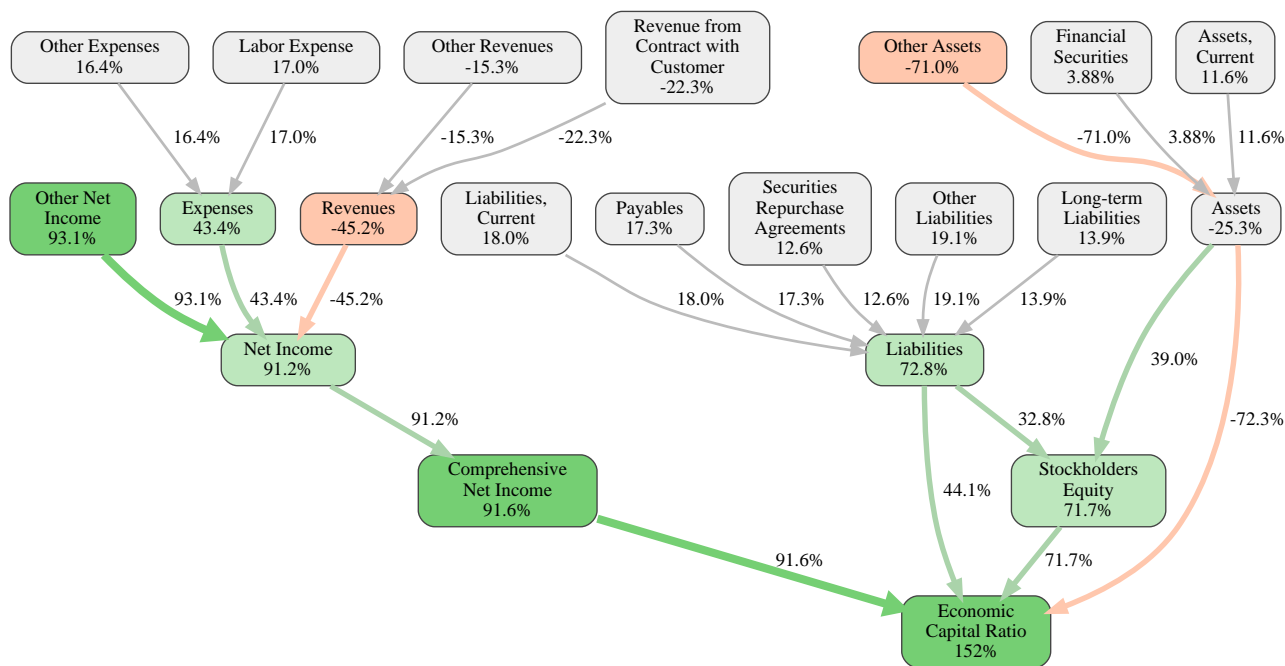 Other Expenses
16.4%
Labor Expense
17.0%
Other Revenues
-15.3%
Revenue from
Contract with
Customer
-22.3%
Other Assets
-71.0%
Financial
Securities
3.88%
Assets,
Current
11.6%
16.4%
17.0%
-15.3%
-22.3%
-71.0%
3.88%
11.6%
Other Net
Income
93.1%
Expenses
43.4%
Revenues
-45.2%
Liabilities,
Current
18.0%
Payables
17.3%
Securities
Repurchase
Agreements
12.6%
Other
Liabilities
19.1%
Long-term
Liabilities
13.9%
Assets
-25.3%
93.1%
43.4%
-45.2%
18.0%
17.3%
12.6%
19.1%
13.9%
Net Income
91.2%
Liabilities
72.8%
39.0%
91.2%
32.8%
-72.3%
Comprehensive
Net Income
91.6%
44.1%
Stockholders
Equity
71.7%
91.6%
71.7%
Economic
Capital Ratio
152%